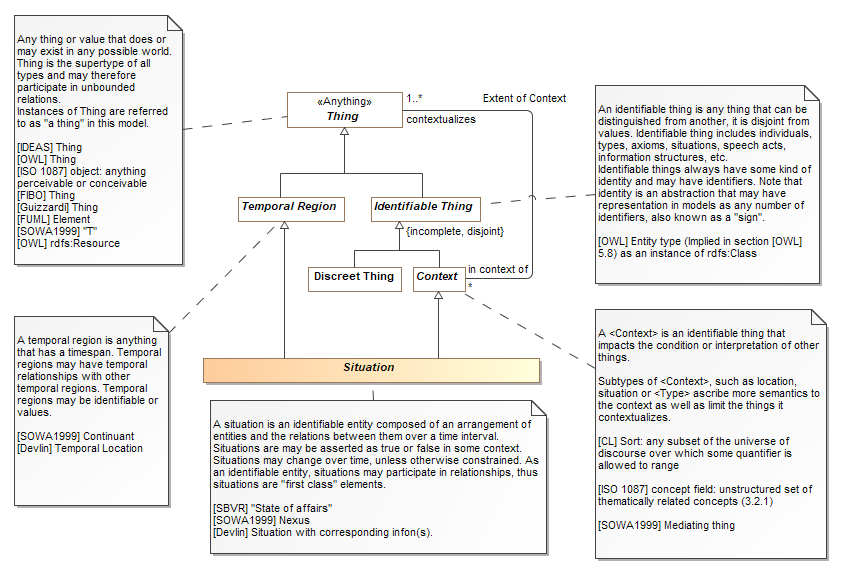 Any thing or value that does or
may exist in any possible world.
Thing is the supertype of all
types and may therefore
participate in unbounded
relations.
Instances of Thing are referred
to as "a thing" in this model.
[IDEAS] Thing
[OWL] Thing
[ISO 1087] object: anything
perceivable or conceivable
[FIBO] Thing
[Guizzardi] Thing
[FUML] Element
[SOWA1999] "T"
[OWL] rdfs:Resource
«Anything»
Thing
1..*
contextualizes
Extent of Context
An identifiable thing is any thing that can be
distinguished from another, it is disjoint from
values. Identifiable thing includes individuals,
types, axioms, situations, speech acts,
information structures, etc.
Identifiable things always have some kind of
identity and may have identifiers. Note that
identity is an abstraction that may have
representation in models as any number of
identifiers, also known as a "sign".
[OWL] Entity type (Implied in section [OWL]
5.8) as an instance of rdfs:Class
Temporal Region
Identifiable Thing
{incomplete, disjoint}
Discreet Thing
Context
in context of
*
A temporal region is anything
that has a timespan. Temporal
regions may have temporal
relationships with other
temporal regions. Temporal
regions may be identifiable or
values.
[SOWA1999] Continuant
[Devlin] Temporal Location
Situation
A situation is an identifiable entity composed of an arrangement of
entities and the relations between them over a time interval.
Situations are may be asserted as true or false in some context.
Situations may change over time, unless otherwise constrained. As
an identifiable entity, situations may participate in relationships, thus
situations are "first class" elements.
[SBVR] "State of affairs"
[SOWA1999] Nexus
[Devlin] Situation with corresponding infon(s).
A <Context> is an identifiable thing that
impacts the condition or interpretation of other
things.
Subtypes of <Context>, such as location,
situation or <Type> ascribe more semantics to
the context as well as limit the things it
contextualizes.
[CL] Sort: any subset of the universe of
discourse over which some quantifier is
allowed to range
[ISO 1087] concept field: unstructured set of
thematically related concepts (3.2.1)
[SOWA1999] Mediating thing